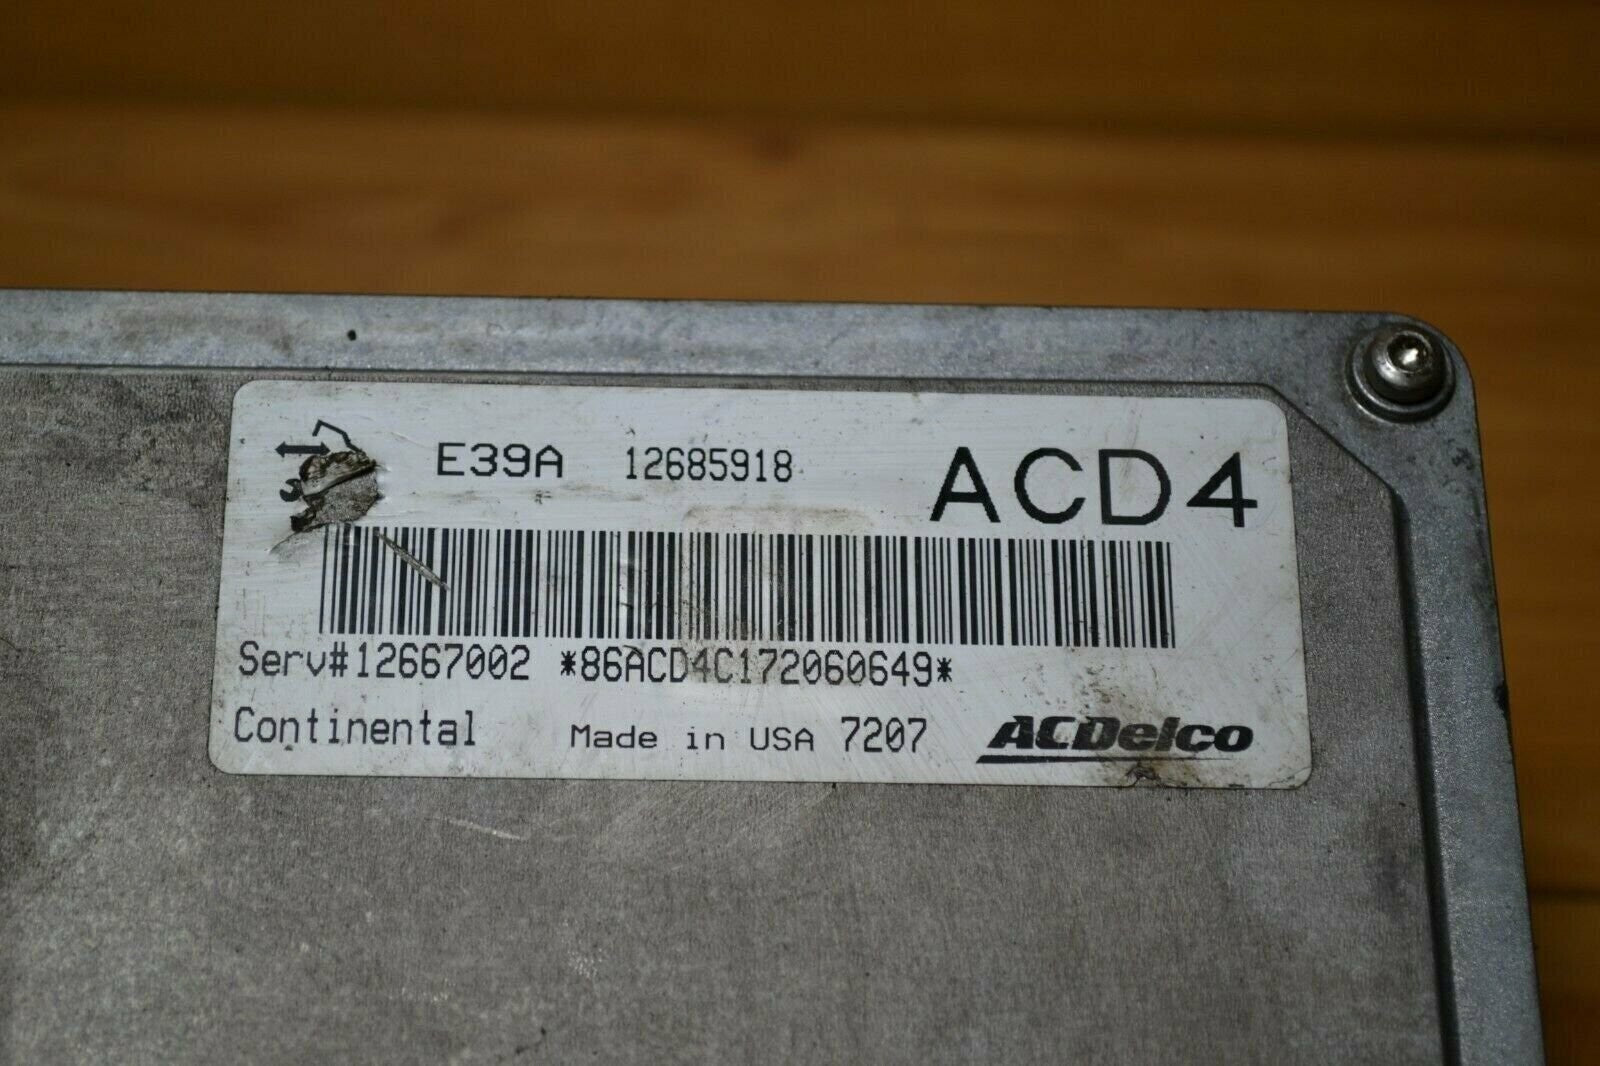 E39A 12685918 ACD4
Serv#12667002 *86ACD4C172060649*
Continental Made in USA 7207 ACDelco